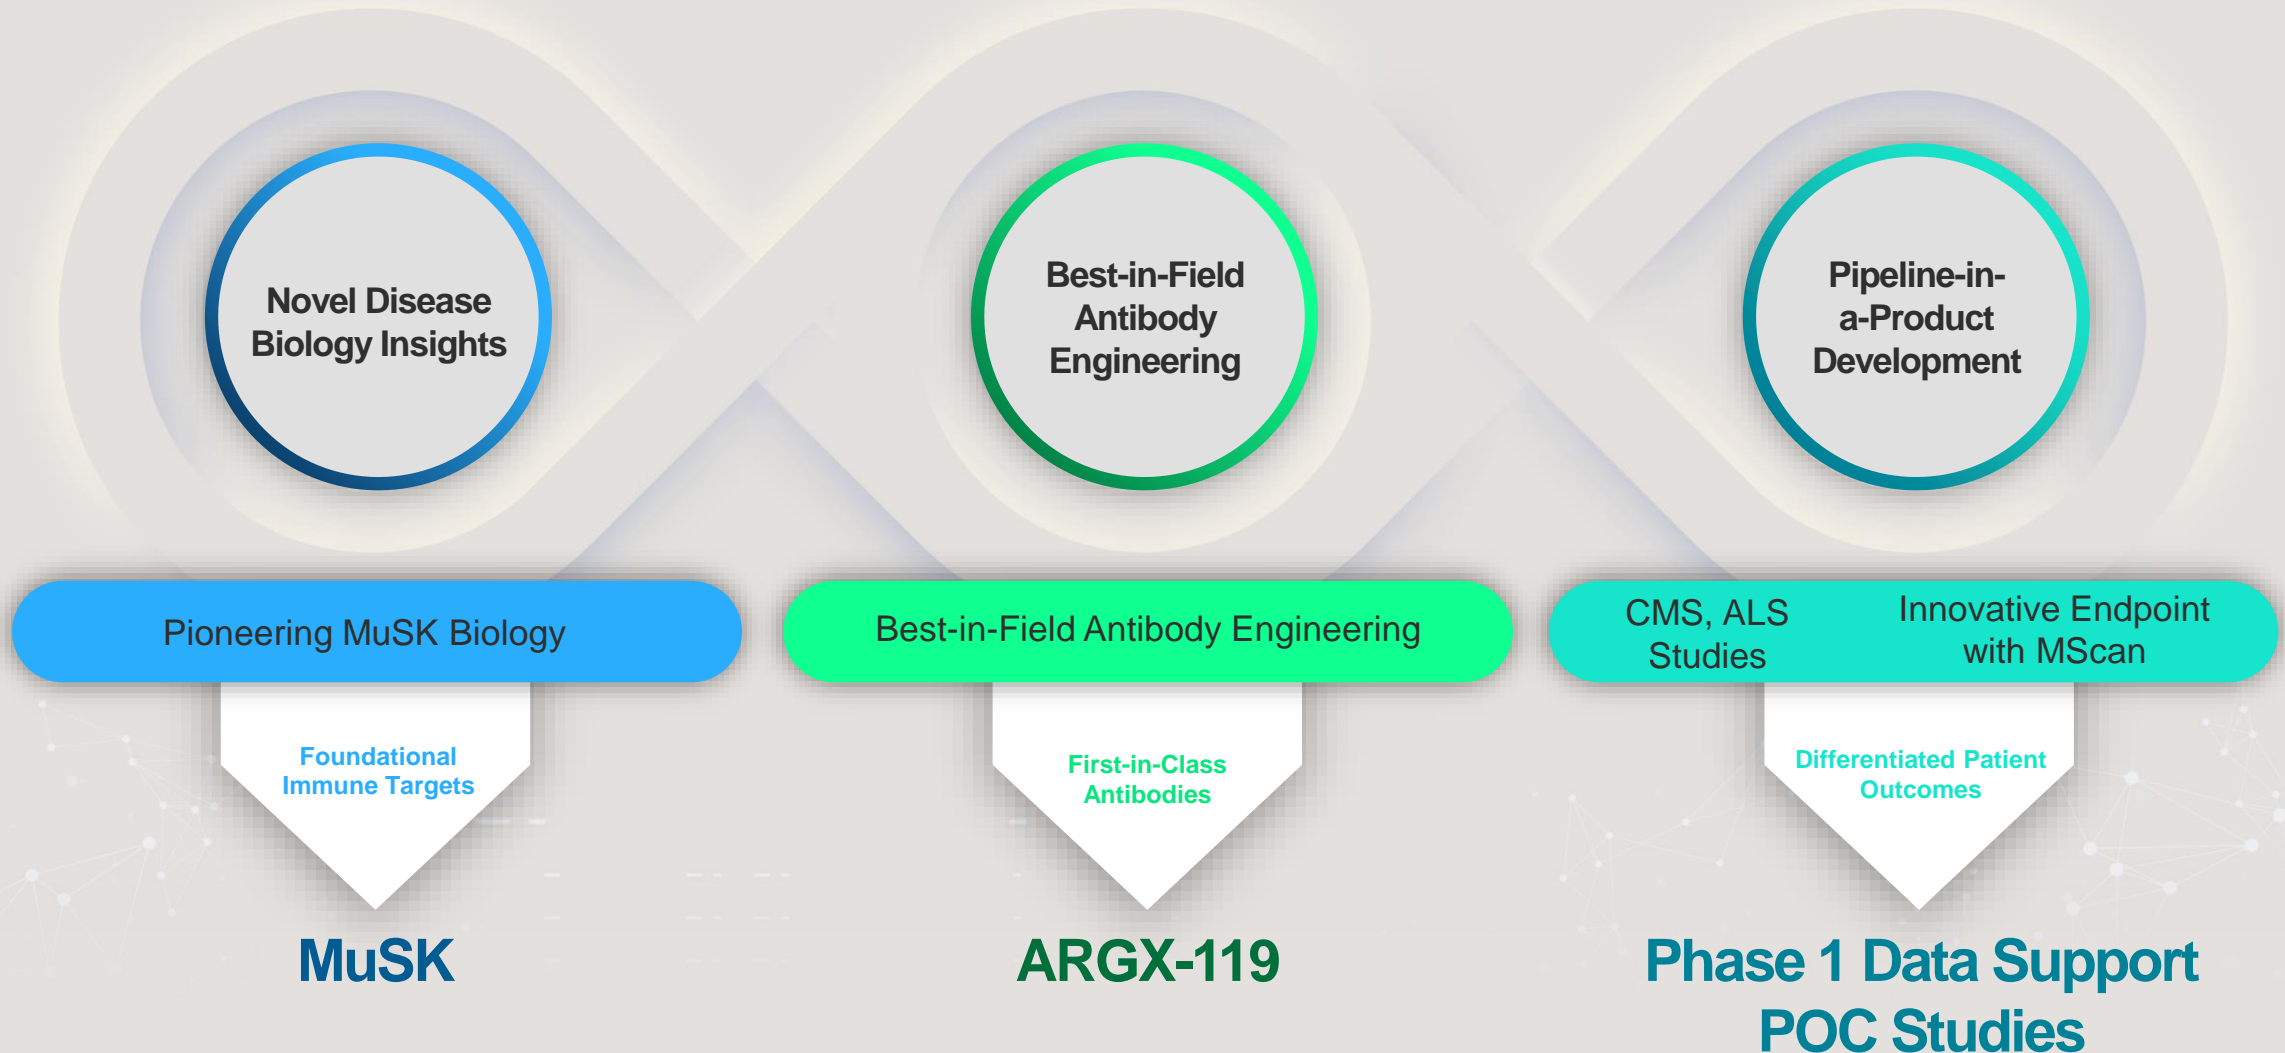 Novel Disease
Biology Insights
Best-in-Field
Antibody
Engineering
Pipeline-in-
a-Product
Development
Pioneering MuSK Biology
Best-in-Field Antibody Engineering
CMS, ALS
Studies
Innovative Endpoint
with MScan
Foundational
Immune Targets
First-in-Class
Antibodies
Differentiated Patient
Outcomes
MuSK
ARGX-119
Phase 1 Data Support
POC Studies